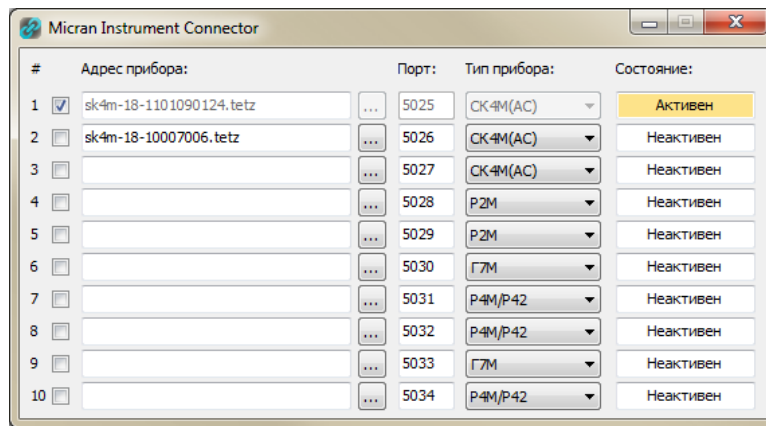 Micran Instrument Connector
# Адрес прибора: Порт: Тип прибора: Состояние:
1 sk4m-18-1101090124.tetz ... 5025 СК4М(АС) Активен
2 sk4m-18-10007006.tetz ... 5026 СК4М(АС) Неактивен
3 ... 5027 СК4М(АС) Неактивен
4 ... 5028 Р2М Неактивен
5 ... 5029 Р2М Неактивен
6 ... 5030 Г7М Неактивен
7 ... 5031 Р4М/Р42 Неактивен
8 ... 5032 Р4М/Р42 Неактивен
9 ... 5033 Г7М Неактивен
10 ... 5034 Р4М/Р42 Неактивен